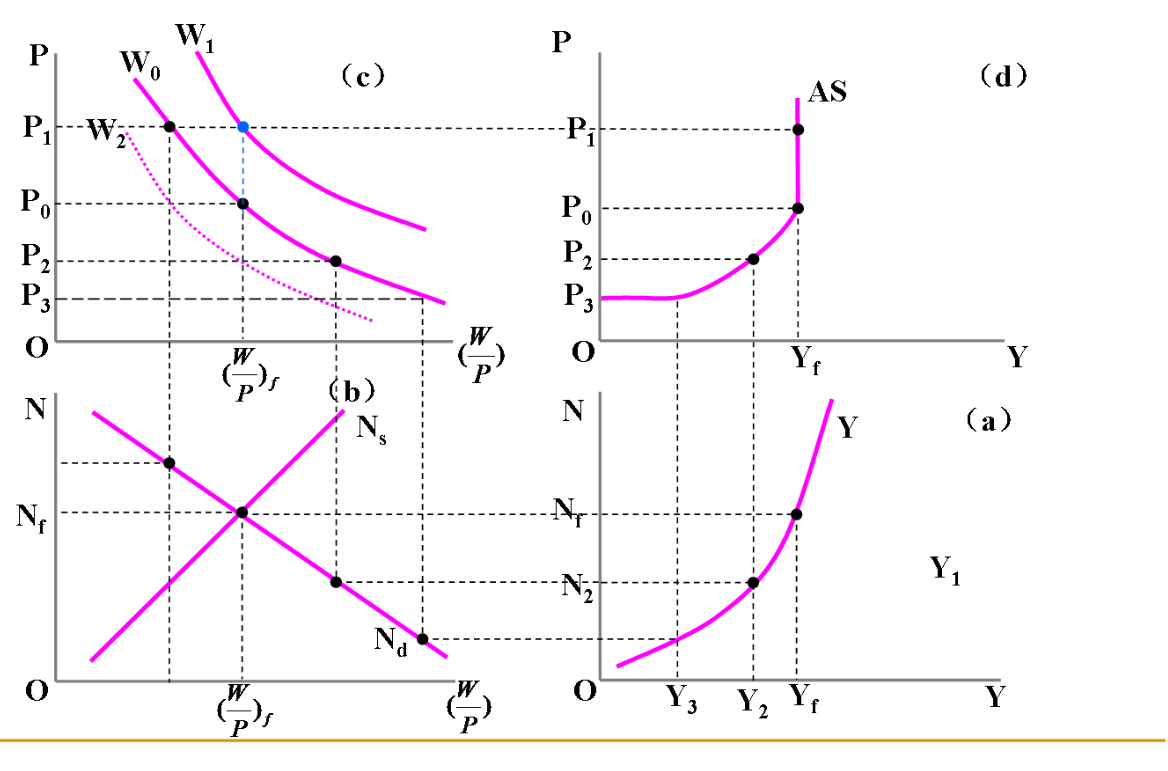 W₁
P
W₀
(c)
P₁
W₂
P₀
P₂
P₃
O
(W/P)
(W/P)f
P
(d)
AS
P₁
P₀
P₂
P₃
O
Yf
Y
(b)
N
Ns
Nf
Nd
O
(W/P)f
(W/P)
N
(a)
Y
Nf
Y₁
N₂
O
Y₃
Y₂
Yf
Y